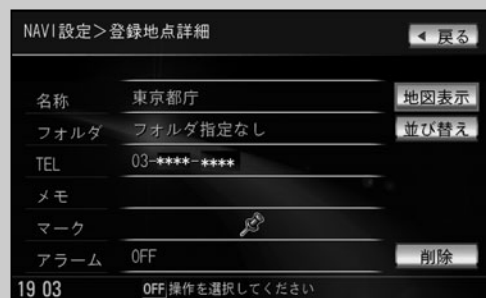 NAVI設定＞登録地点詳細
戻る
名称 東京都庁 地図表示
フォルダ フォルダ指定なし 並び替え
TEL 03-****-****
メモ
マーク
アラーム OFF 削除
19 03 OFF 操作を選択してください